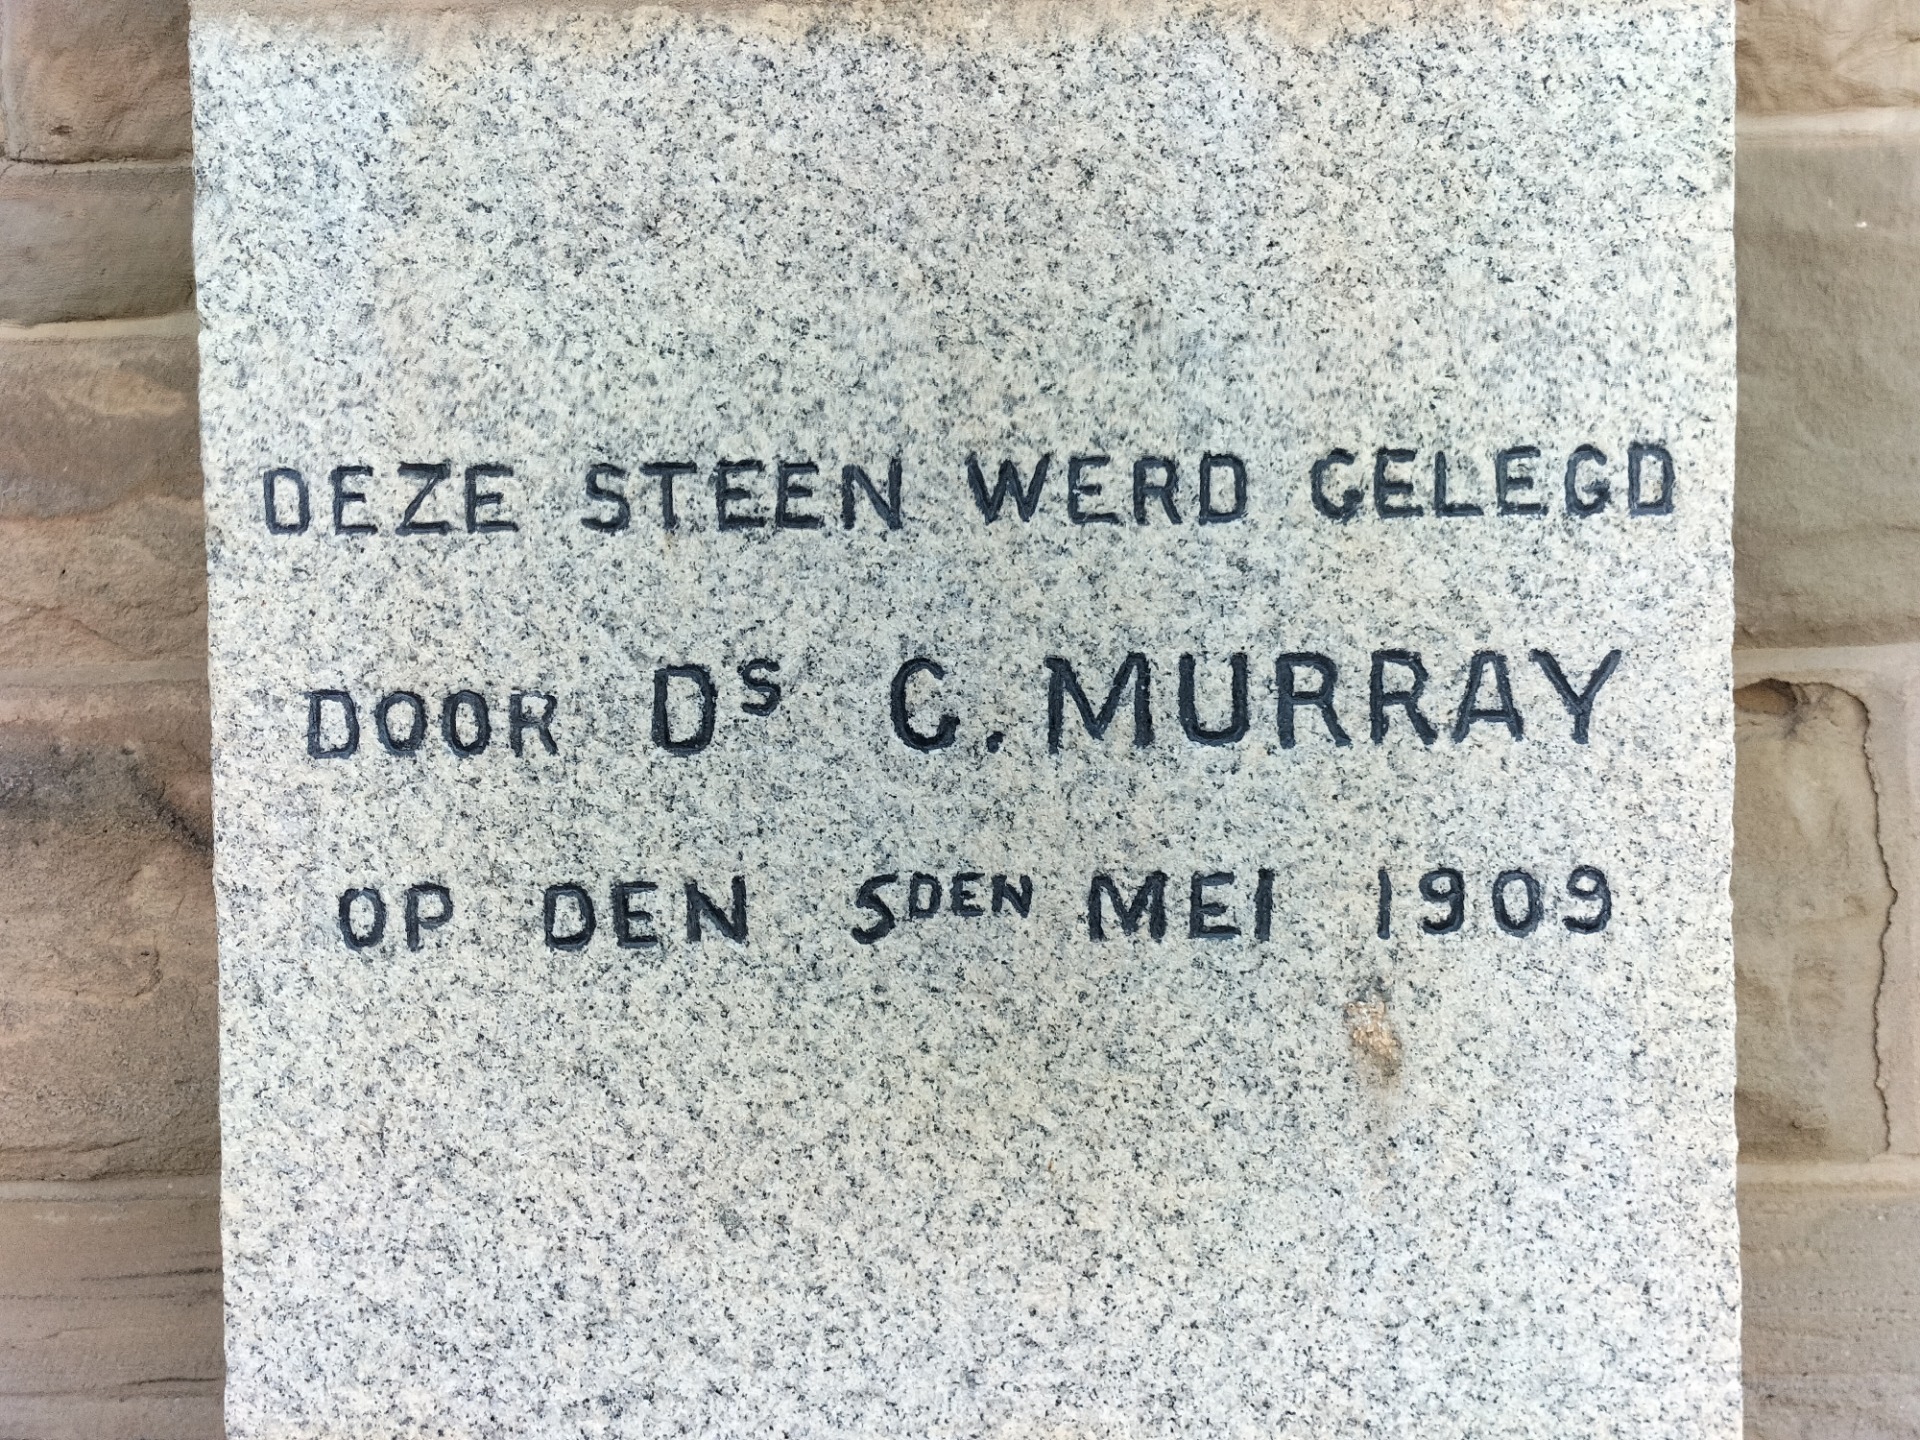 DEZE STEEN WERD GELEGD
DOOR Ds G. MURRAY
OP DEN 5DEN MEI 1909